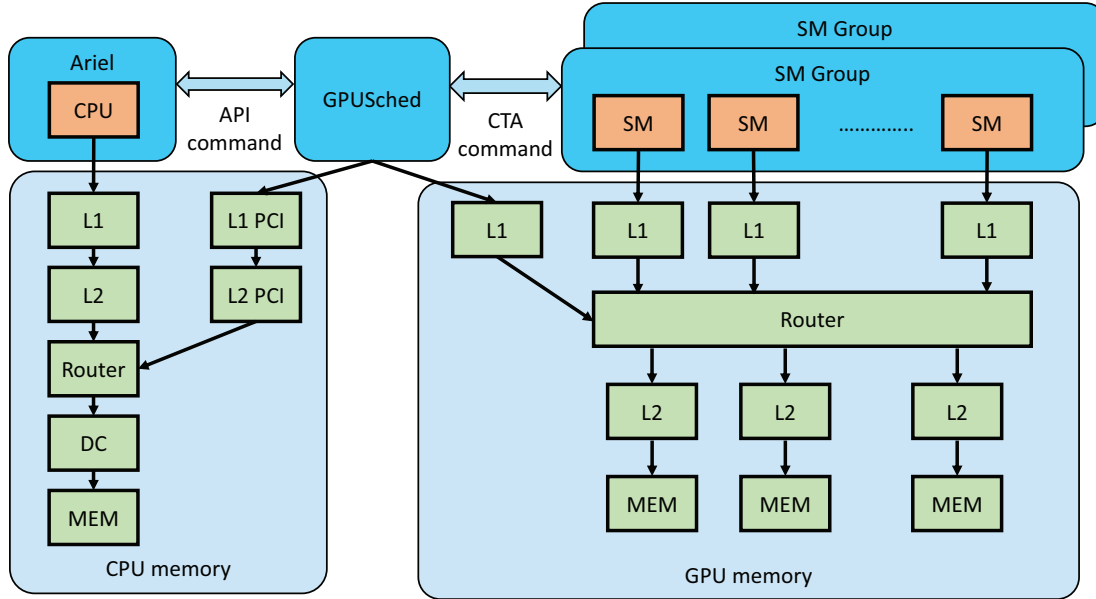 SM Group
SM Group
Ariel
CPU
API
command
GPUSched
CTA
command
SM
SM
.............
SM
L1
L2
Router
DC
MEM
L1 PCI
L2 PCI
CPU memory
L1
L1
L1
L1
Router
L2
L2
L2
MEM
MEM
MEM
GPU memory